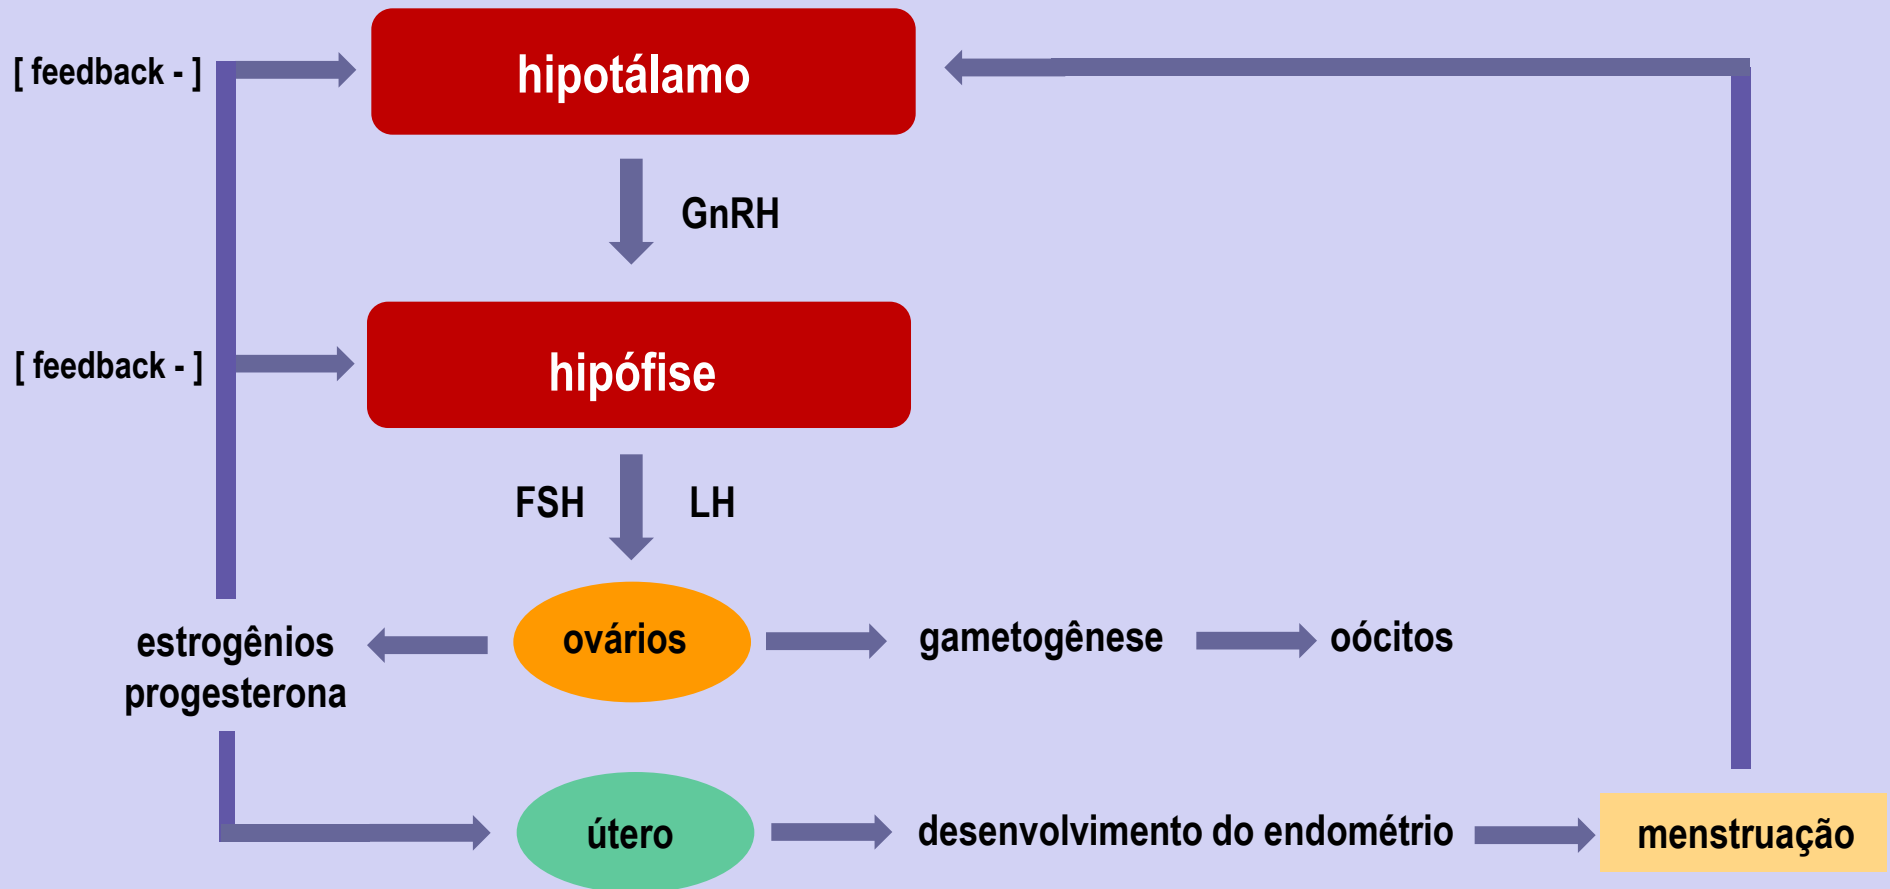 [ feedback - ]
hipotálamo
GnRH
[ feedback - ]
hipófise
FSH
LH
estrogênios
progesterona
ovários
gametogênese
oócitos
útero
desenvolvimento do endométrio
menstruação